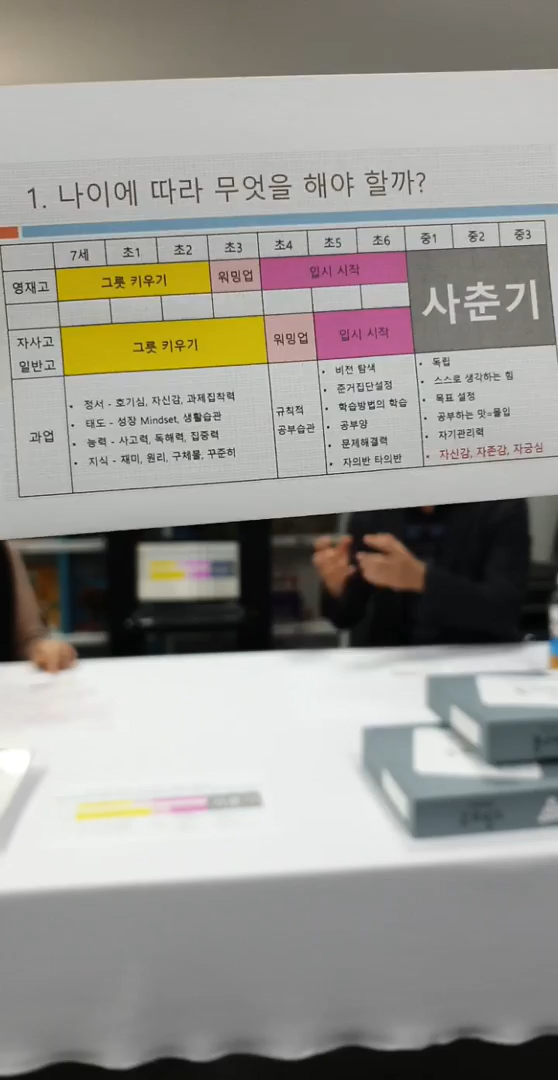 1. 나이에 따라 무엇을 해야 할까?
7세 초1 초2 초3 초4 초5 초6 중1 중2 중3
영재고 그릇 키우기 워밍업 입시 시작 사춘기
자사고
일반고 그릇 키우기 워밍업 입시 시작
과업
• 정서 - 호기심, 자신감, 과제집착력
• 태도 - 성장 Mindset, 생활습관
• 능력 - 사고력, 독해력, 집중력
• 지식 - 재미, 원리, 구체물, 꾸준히
규칙적
공부습관
• 비전 탐색
• 준거집단설정
• 학습방법의 학습
• 공부양
• 문제해결력
• 자의반 타의반
• 독립
• 스스로 생각하는 힘
• 목표 설정
• 공부하는 맛=몰입
• 자기관리력
• 자신감, 자존감, 자긍심